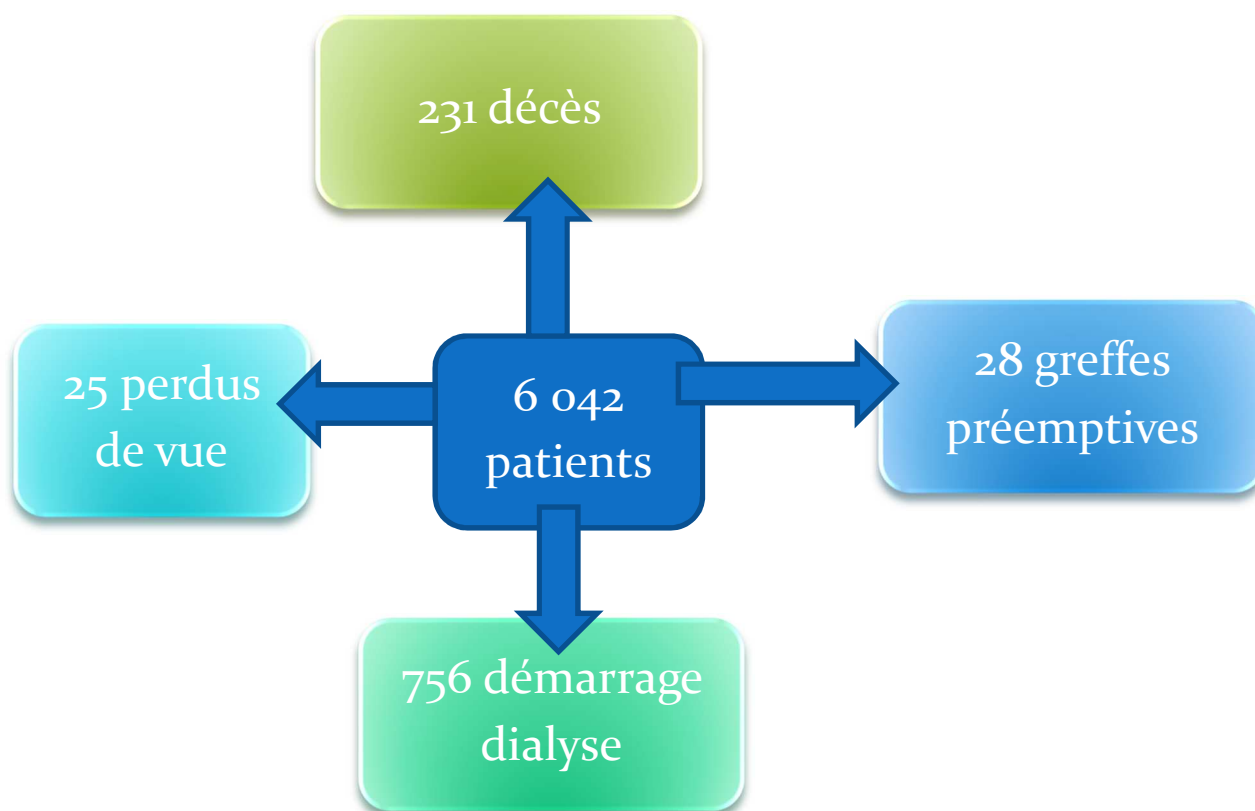 231 décès
25 perdus
de vue
6 042
patients
28 greffes
préemptives
756 démarrage
dialyse